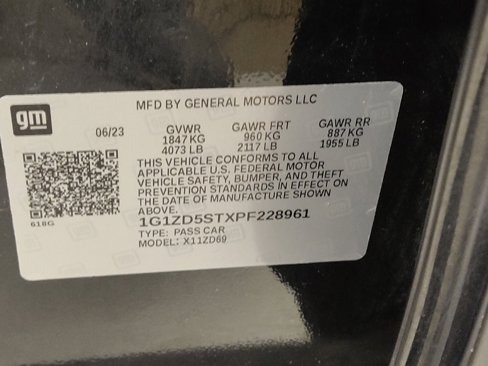 MFD BY GENERAL MOTORS LLC
gm
06/23 GVWR GAWR FRT GAWR RR
1847 KG 960 KG 887 KG
4073 LB 2117 LB 1955 LB
THIS VEHICLE CONFORMS TO ALL
APPLICABLE U.S. FEDERAL MOTOR
VEHICLE SAFETY, BUMPER, AND THEFT
PREVENTION STANDARDS IN EFFECT ON
THE DATE OF MANUFACTURE SHOWN
ABOVE.
618G
1G1ZD5STXPF228961
TYPE: PASS CAR
MODEL: X11ZD69